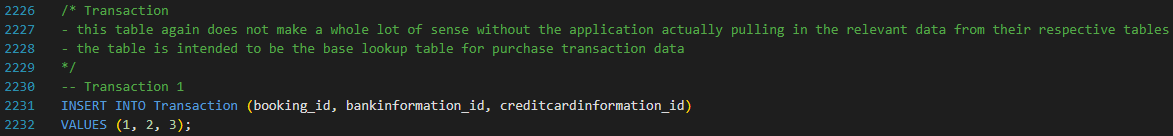 2226 /* Transaction
2227 - this table again does not make a whole lot of sense without the application actually pulling in the relevant data from their respective tables
2228 - the table is intended to be the base lookup table for purchase transaction data
2229 */
2230 -- Transaction 1
2231 INSERT INTO Transaction (booking_id, bankinformation_id, creditcardinformation_id)
2232 VALUES (1, 2, 3);